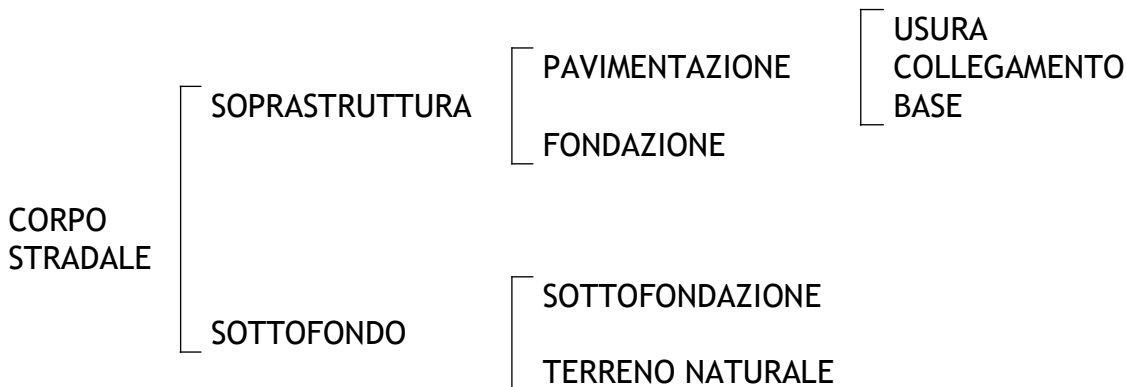 USURA
PAVIMENTAZIONE
COLLEGAMENTO
SOPRASTRUTTURA
BASE
FONDAZIONE
CORPO
STRADALE
SOTTOFONDAZIONE
SOTTOFONDO
TERRENO NATURALE